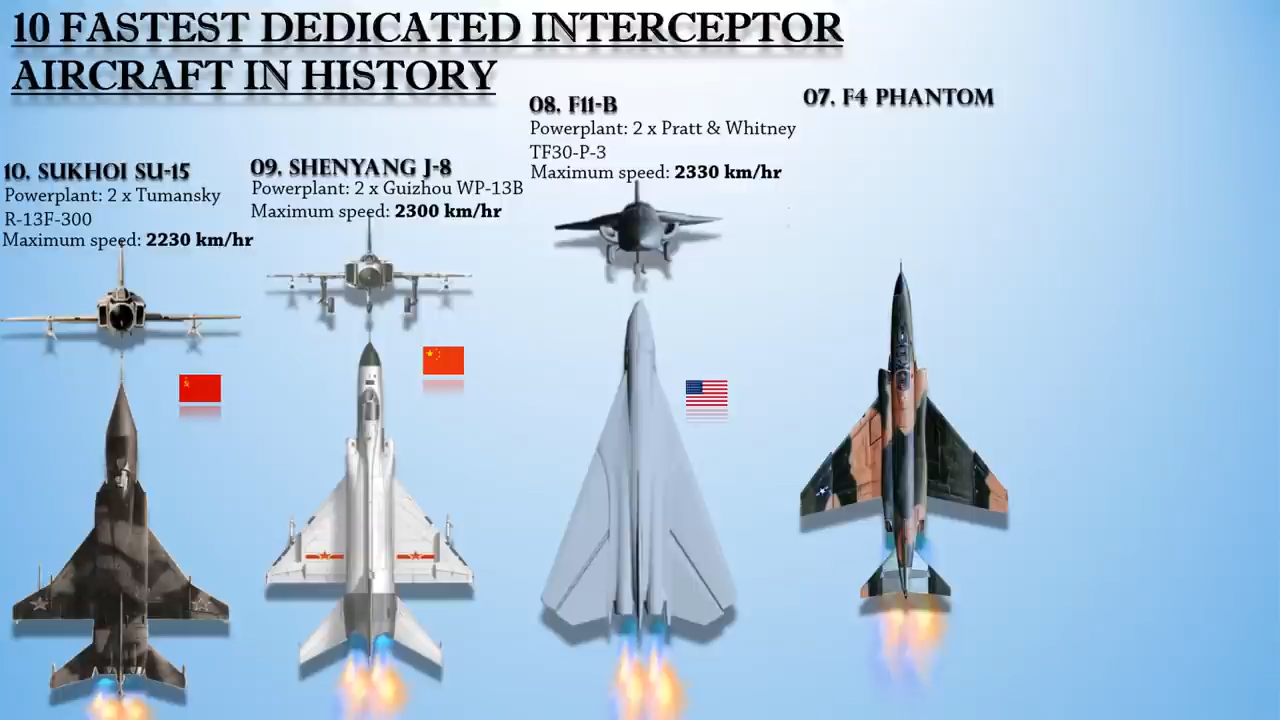 10 FASTEST DEDICATED INTERCEPTOR
AIRCRAFT IN HISTORY
10. SUKHOI SU-15
Powerplant: 2 x Tumansky
R-13F-300
Maximum speed: 2230 km/hr
09. SHENYANG J-8
Powerplant: 2 x Guizhou WP-13B
Maximum speed: 2300 km/hr
08. F11-B
Powerplant: 2 x Pratt & Whitney
TF30-P-3
Maximum speed: 2330 km/hr
07. F4 PHANTOM